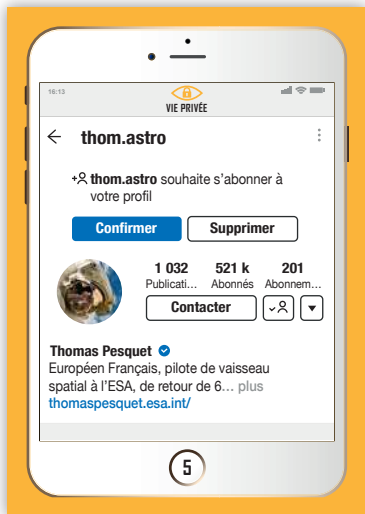 16:13
VIE PRIVÉE
thom.astro
thom.astro souhaite s’abonner à
votre profil
Confirmer Supprimer
1 032 521 k 201
Publicati... Abonnés Abonnem...
Contacter
Thomas Pesquet
Européen Français, pilote de vaisseau
spatial à l’ESA, de retour de 6... plus
thomaspesquet.esa.int/
5